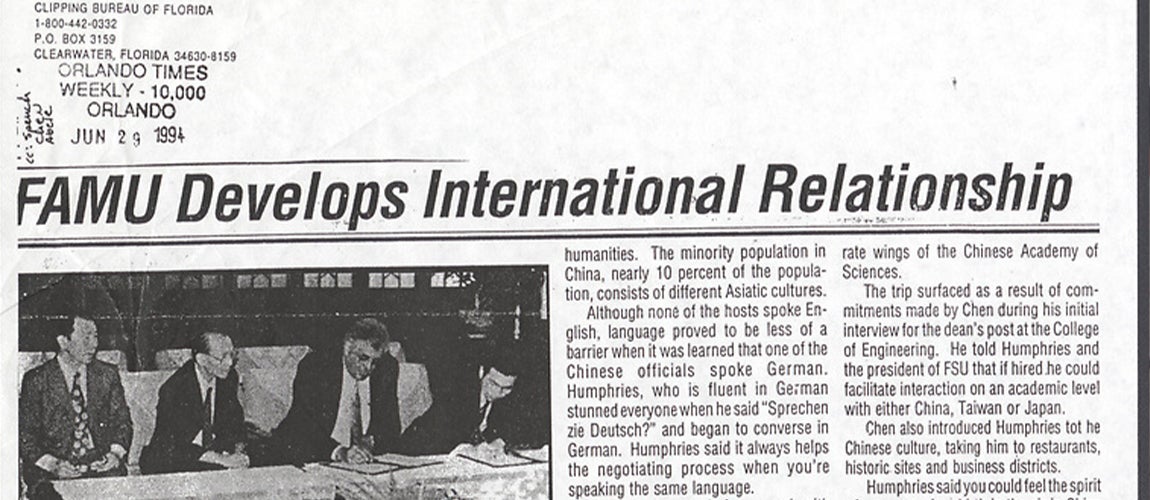 CLIPPING BUREAU OF FLORIDA
1-800-442-0332
P.O. BOX 3159
CLEARWATER, FLORIDA 34630-8159
ORLANDO TIMES
WEEKLY - 10,000
ORLANDO
JUN 29 1994
cc: Spench
Chen
Abele
FAMU Develops International Relationship
humanities. The minority population in
China, nearly 10 percent of the popula-
tion, consists of different Asiatic cultures.
Although none of the hosts spoke En-
glish, language proved to be less of a
barrier when it was learned that one of the
Chinese officials spoke German.
Humphries, who is fluent in German
stunned everyone when he said "Sprechen
zie Deutsch?" and began to converse in
German. Humphries said it always helps
the negotiating process when you're
speaking the same language.
rate wings of the Chinese Academy of
Sciences.
The trip surfaced as a result of com-
mitments made by Chen during his initial
interview for the dean's post at the College
of Engineering. He told Humphries and
the president of FSU that if hired he could
facilitate interaction on an academic level
with either China, Taiwan or Japan.
Chen also introduced Humphries tot he
Chinese culture, taking him to restaurants,
historic sites and business districts.
Humphries said you could feel the spirit